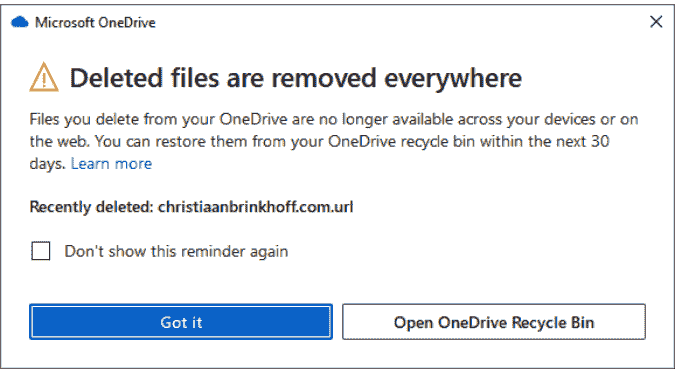 Microsoft OneDrive
Deleted files are removed everywhere
Files you delete from your OneDrive are no longer available across your devices or on
the web. You can restore them from your OneDrive recycle bin within the next 30
days. Learn more
Recently deleted: christiaanbrinkhoff.com.url
Don't show this reminder again
Got it
Open OneDrive Recycle Bin